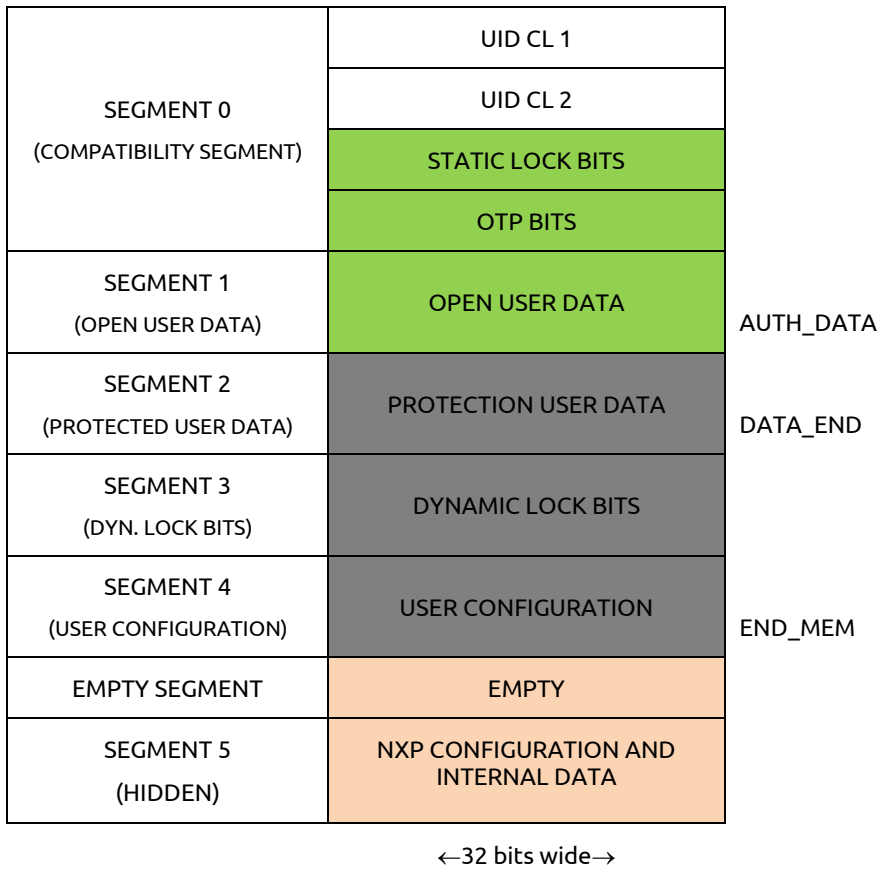 UID CL 1
SEGMENT 0
(COMPATIBILITY SEGMENT)
UID CL 2
STATIC LOCK BITS
OTP BITS
SEGMENT 1
(OPEN USER DATA)
OPEN USER DATA
AUTH_DATA
SEGMENT 2
(PROTECTED USER DATA)
PROTECTION USER DATA
DATA_END
SEGMENT 3
(DYN. LOCK BITS)
DYNAMIC LOCK BITS
SEGMENT 4
(USER CONFIGURATION)
USER CONFIGURATION
END_MEM
EMPTY SEGMENT
EMPTY
SEGMENT 5
(HIDDEN)
NXP CONFIGURATION AND
INTERNAL DATA
←32 bits wide→